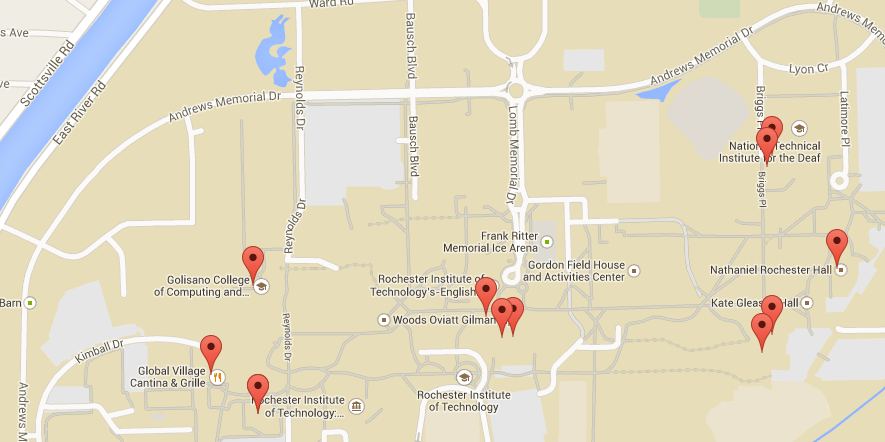 Ward Rd
Andrews Memorial Dr
s Ave
Scottsville Rd
Bausch Blvd
Andrews Memorial Dr
Reynolds Dr
Lyon Cr
East River Rd
Andrews Memorial Dr
Briggs Pl
Latimore Pl
Lomb Memorial Dr
Bausch Blvd
National Technical
Institute for the Deaf
Briggs Pl
Reynolds Dr
Frank Ritter
Memorial Ice Arena
Gordon Field House
and Activities Center
Nathaniel Rochester Hall
Golisano College
of Computing and...
Rochester Institute of
Technology's-English
Barn
Kate Gleason Hall
Woods Oviatt Gilman
Reynolds Dr
Kimball Dr
Global Village
Cantina & Grille
Rochester Institute
of Technology
Rochester Institute
of Technology:...
Andrews M